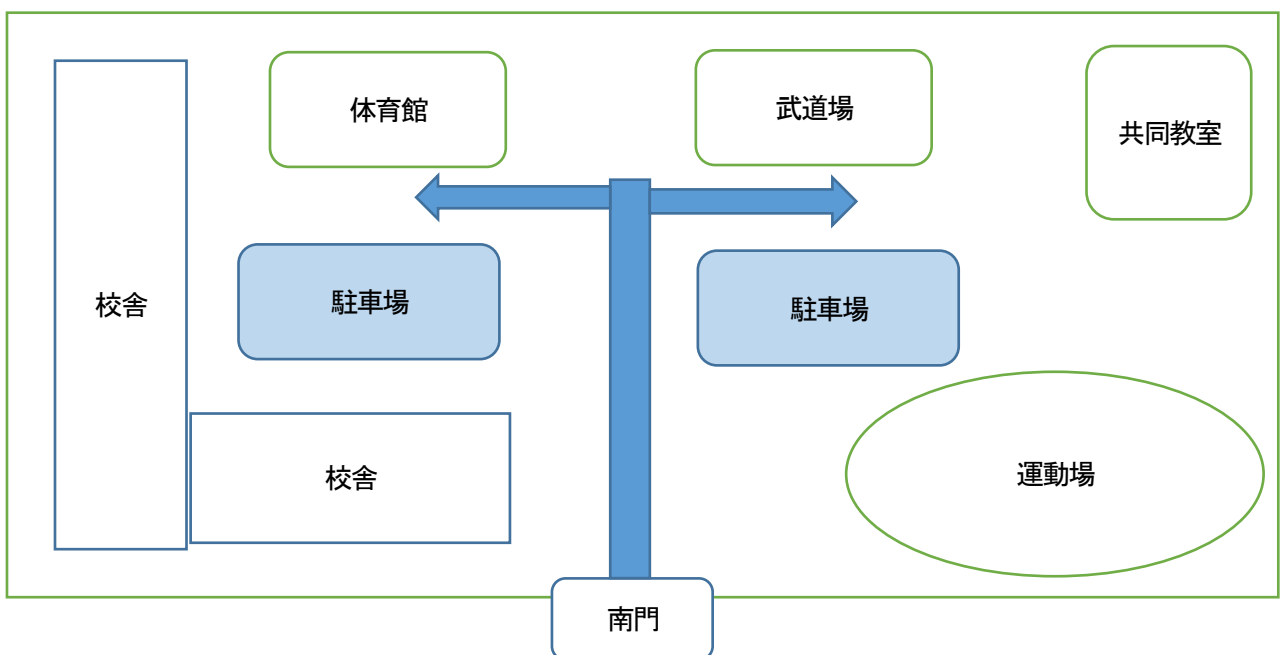 体育館
武道場
共同教室
校舎
駐車場
駐車場
校舎
運動場
南門